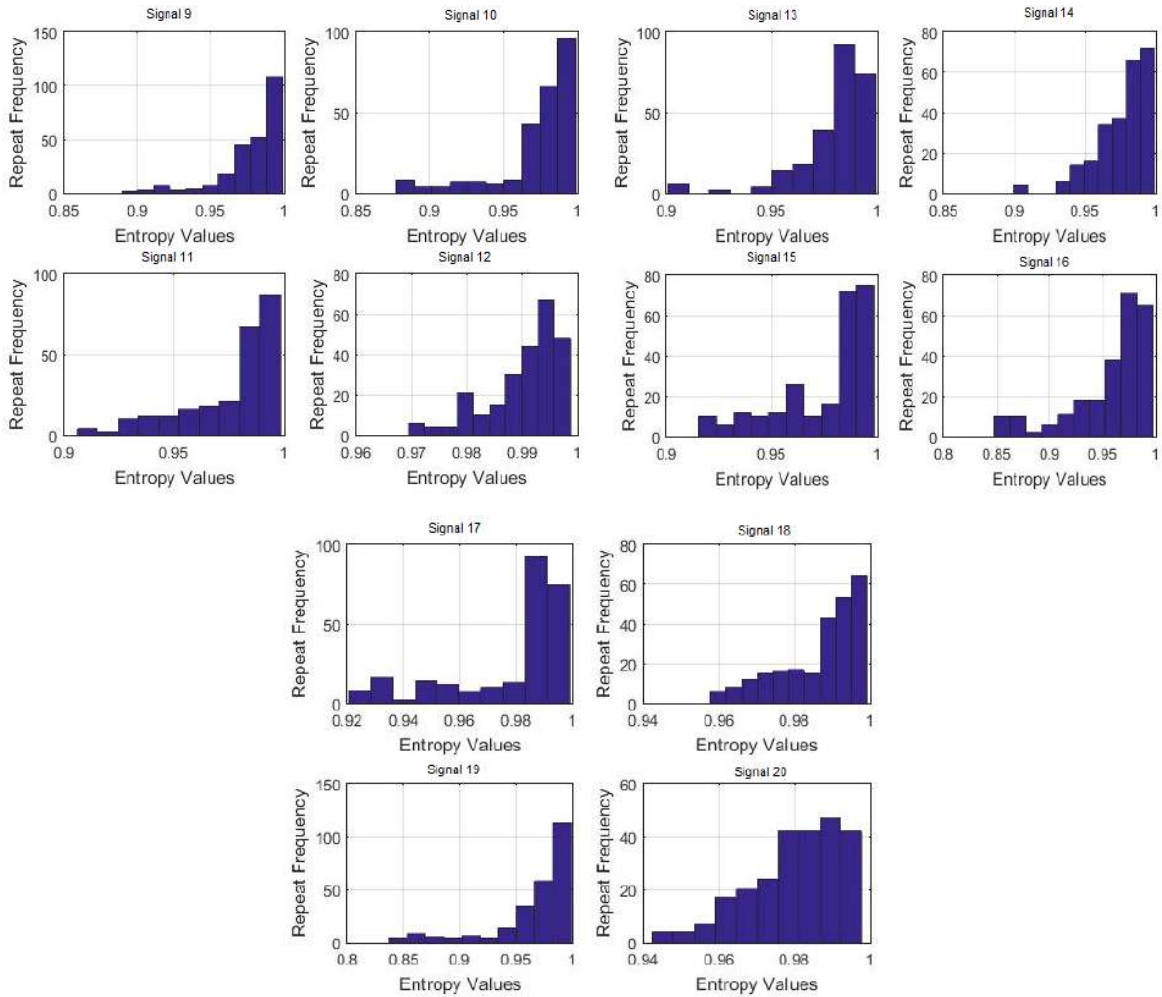 Signal 9
150
100
50
0
Repeat Frequency
0.85 0.9 0.95 1
Entropy Values
Signal 10
100
50
0
Repeat Frequency
0.85 0.9 0.95 1
Entropy Values
Signal 13
100
50
0
Repeat Frequency
0.90 0.95 1
Entropy Values
Signal 14
80
60
40
20
0
Repeat Frequency
0.85 0.9 0.95 1
Entropy Values
Signal 11
100
50
0
Repeat Frequency
0.9 0.95 1
Entropy Values
Signal 12
80
60
40
20
0
Repeat Frequency
0.96 0.97 0.98 0.99 1
Entropy Values
Signal 15
80
60
40
20
0
Repeat Frequency
0.9 0.95 1
Entropy Values
Signal 16
80
60
40
20
0
Repeat Frequency
0.8 0.85 0.90 0.95 1
Entropy Values
Signal 17
100
50
0
Repeat Frequency
0.92 0.94 0.96 0.98 1
Entropy Values
Signal 18
80
60
40
20
0
Repeat Frequency
0.94 0.96 0.98 1
Entropy Values
Signal 19
150
100
50
0
Repeat Frequency
0.8 0.85 0.9 0.95 1
Entropy Values
Signal 20
60
40
20
0
Repeat Frequency
0.94 0.96 0.98 1
Entropy Values